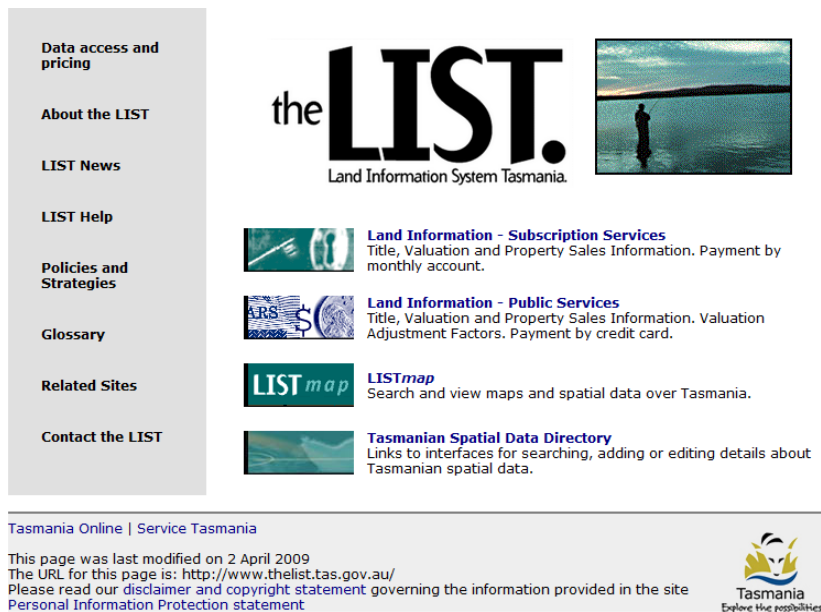 Data access and
pricing
About the LIST
LIST News
LIST Help
Policies and
Strategies
Glossary
Related Sites
Contact the LIST
the LIST.
Land Information System Tasmania.
Land Information - Subscription Services
Title, Valuation and Property Sales Information. Payment by
monthly account.
ARS $
Land Information - Public Services
Title, Valuation and Property Sales Information. Valuation
Adjustment Factors. Payment by credit card.
LIST map
LISTmap
Search and view maps and spatial data over Tasmania.
Tasmanian Spatial Data Directory
Links to interfaces for searching, adding or editing details about
Tasmanian spatial data.
Tasmania Online | Service Tasmania
This page was last modified on 2 April 2009
The URL for this page is: http://www.thelist.tas.gov.au/
Please read our disclaimer and copyright statement governing the information provided in the site
Personal Information Protection statement
Tasmania
Explore the possibilities